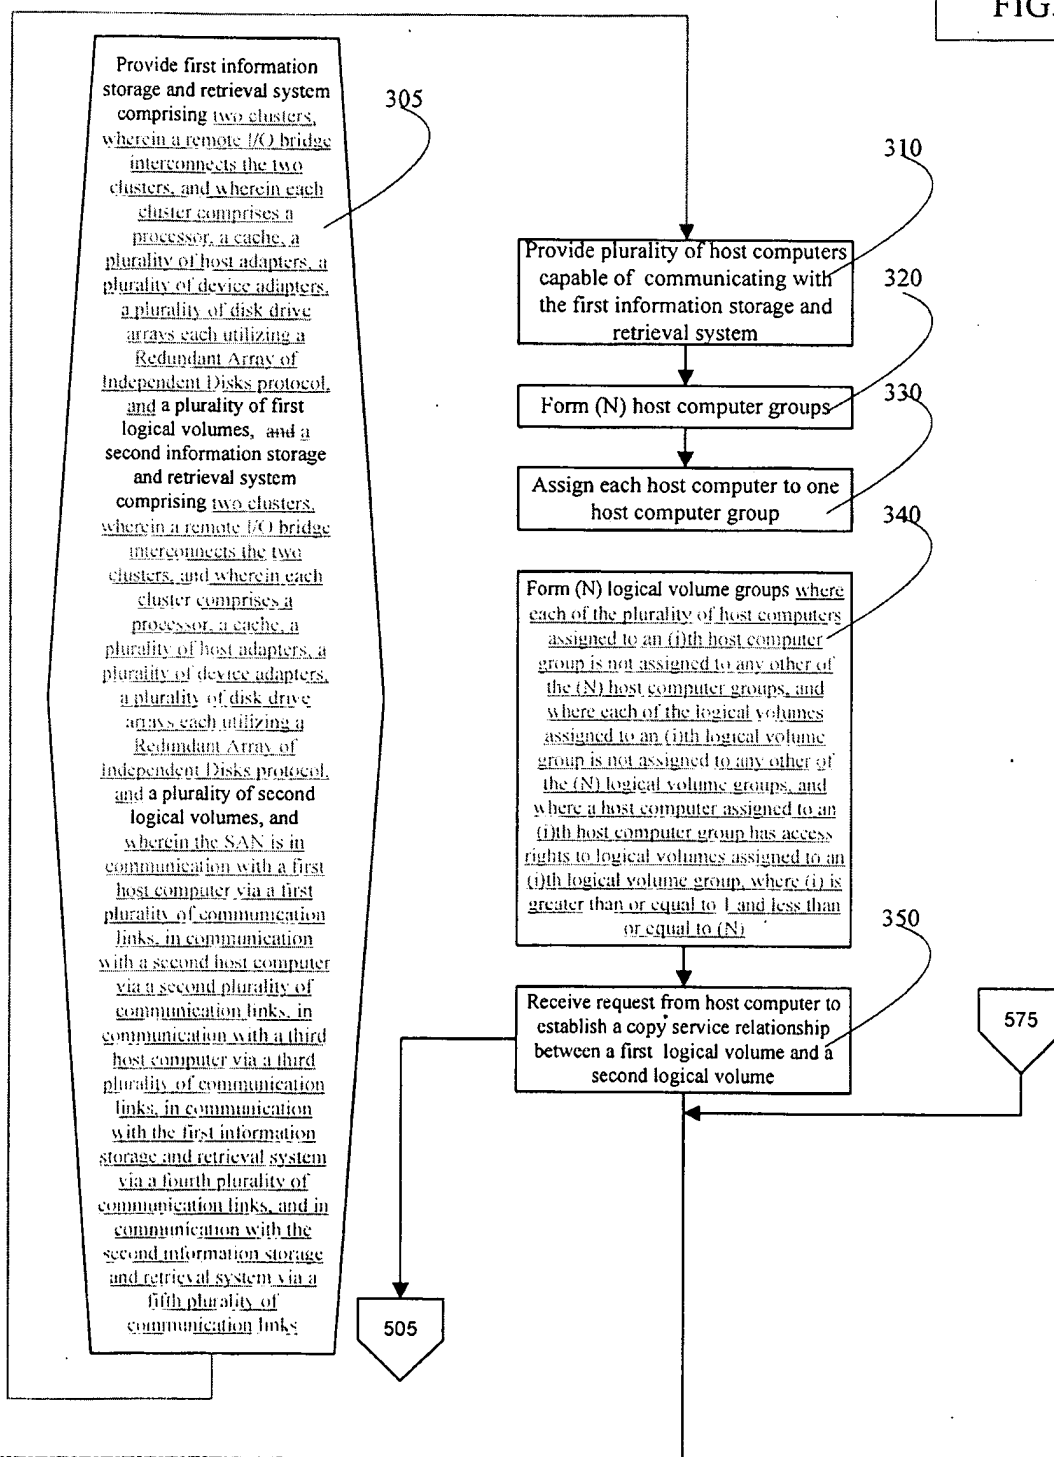 FIG.
Provide first information
storage and retrieval system
comprising two clusters,
wherein a remote I/O bridge
interconnects the two
clusters, and wherein each
cluster comprises a
processor, a cache, a
plurality of host adapters, a
plurality of device adapters,
a plurality of disk drive
arrays each utilizing a
Redundant Array of
Independent Disks protocol,
and a plurality of first
logical volumes, and a
second information storage
and retrieval system
comprising two clusters,
wherein a remote I/O bridge
interconnects the two
clusters, and wherein each
cluster comprises a
processor, a cache, a
plurality of host adapters, a
plurality of device adapters,
a plurality of disk drive
arrays each utilizing a
Redundant Array of
Independent Disks protocol,
and a plurality of second
logical volumes, and
wherein the SAN is in
communication with a first
host computer via a first
plurality of communication
links, in communication
with a second host computer
via a second plurality of
communication links, in
communication with a third
host computer via a third
plurality of communication
links, in communication
with the first information
storage and retrieval system
via a fourth plurality of
communication links, and in
communication with the
second information storage
and retrieval system via a
fifth plurality of
communication links
305
310
Provide plurality of host computers
capable of communicating with
the first information storage and
retrieval system
320
Form (N) host computer groups
330
Assign each host computer to one
host computer group
340
Form (N) logical volume groups where
each of the plurality of host computers
assigned to an (i)th host computer
group is not assigned to any other of
the (N) host computer groups, and
where each of the logical volumes
assigned to an (i)th logical volume
group is not assigned to any other of
the (N) logical volume groups, and
where a host computer assigned to an
(i)th host computer group has access
rights to logical volumes assigned to an
(i)th logical volume group, where (i) is
greater than or equal to 1 and less than
or equal to (N)
350
Receive request from host computer to
establish a copy service relationship
between a first logical volume and a
second logical volume
575
505